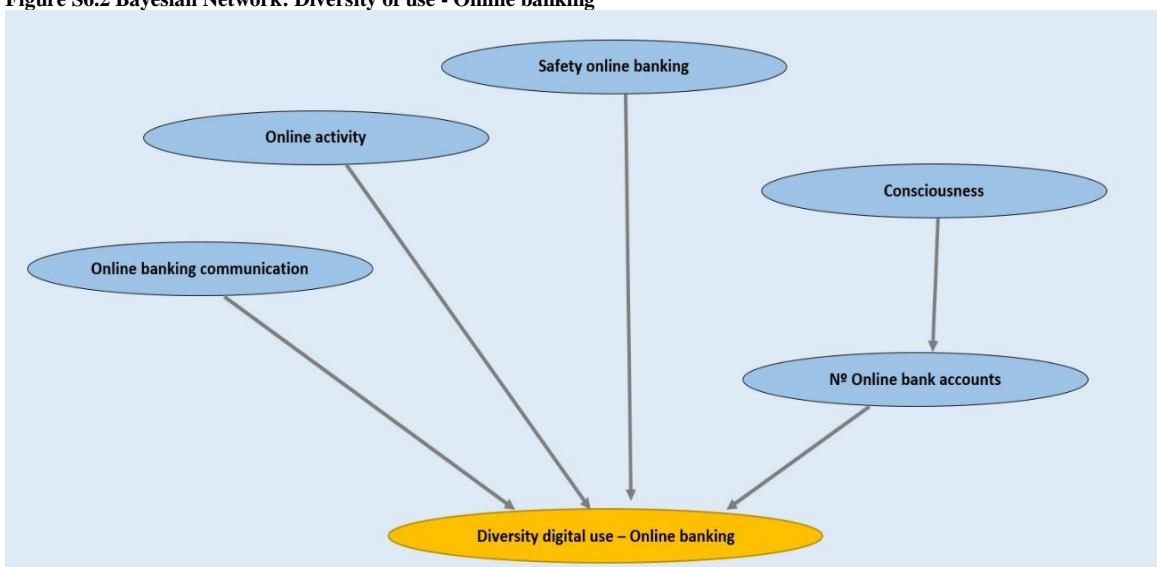 Figure S6.2 Bayesian Network: Diversity of use - Online banking
Safety online banking
Online activity
Consciousness
Online banking communication
Nº Online bank accounts
Diversity digital use – Online banking